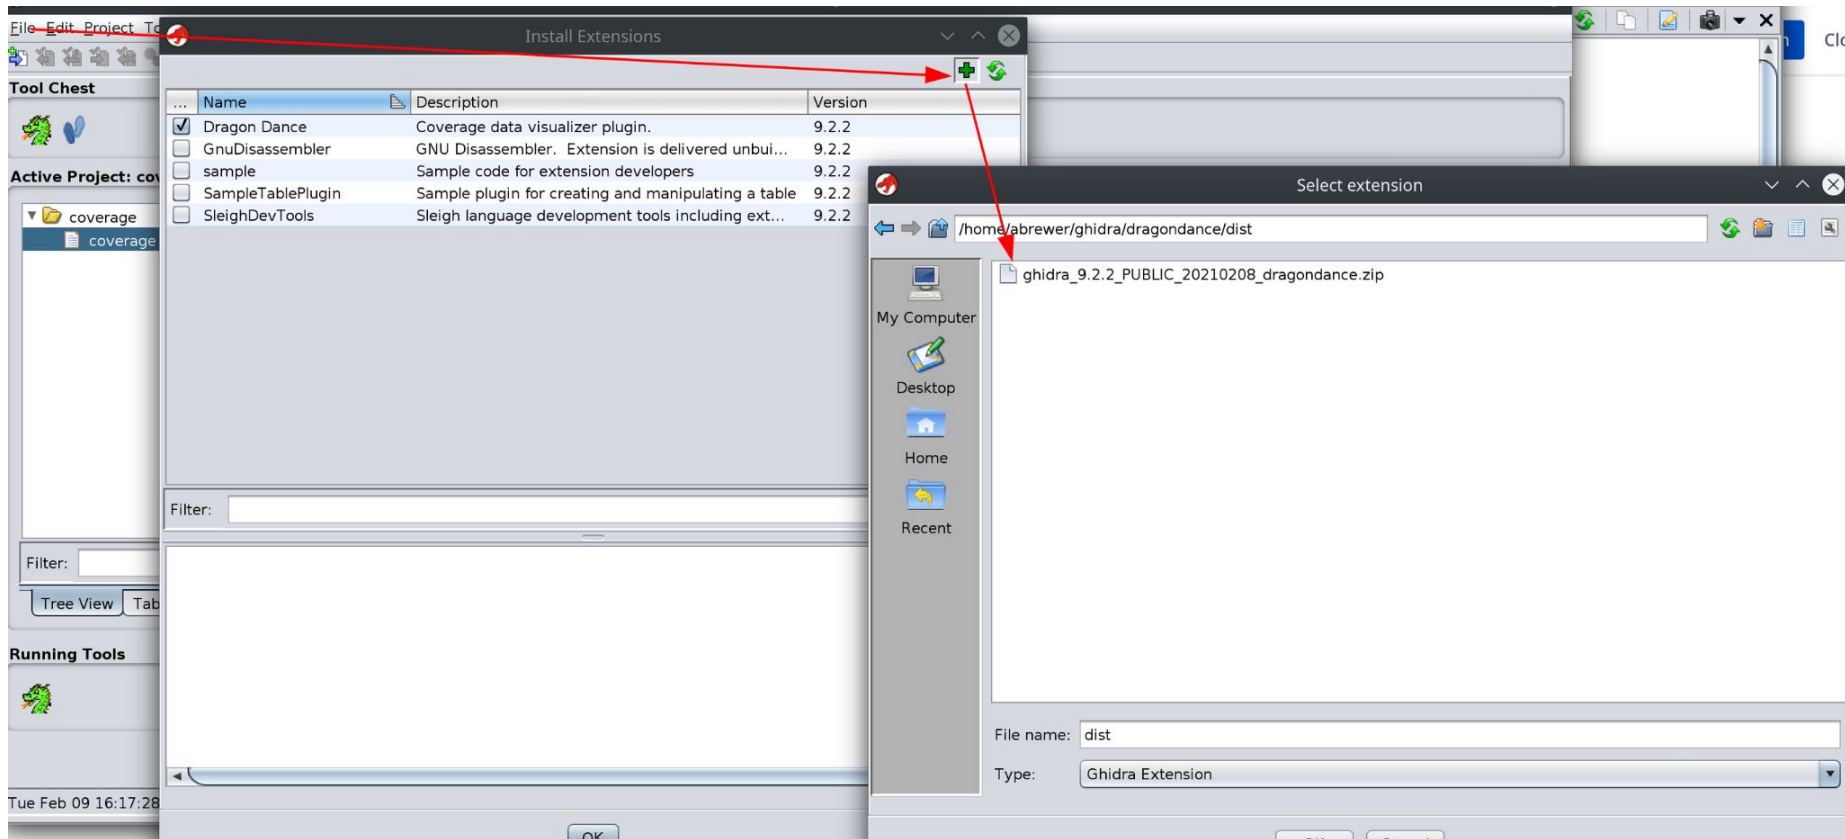 File Edit Project
Install Extensions
Tool Chest
... Name Description Version
Dragon Dance Coverage data visualizer plugin. 9.2.2
GnuDisassembler GNU Disassembler. Extension is delivered unbui... 9.2.2
sample Sample code for extension developers 9.2.2
SampleTablePlugin Sample plugin for creating and manipulating a table 9.2.2
SleighDevTools Sleigh language development tools including ext... 9.2.2
Active Project: cov
coverage
coverage
Filter:
Tree View Tab
Running Tools
Tue Feb 09 16:17:28
Filter:
OK
Select extension
/home/abrewer/ghidra/dragondance/dist
ghidra_9.2.2_PUBLIC_20210208_dragondance.zip
My Computer
Desktop
Home
Recent
File name: dist
Type: Ghidra Extension